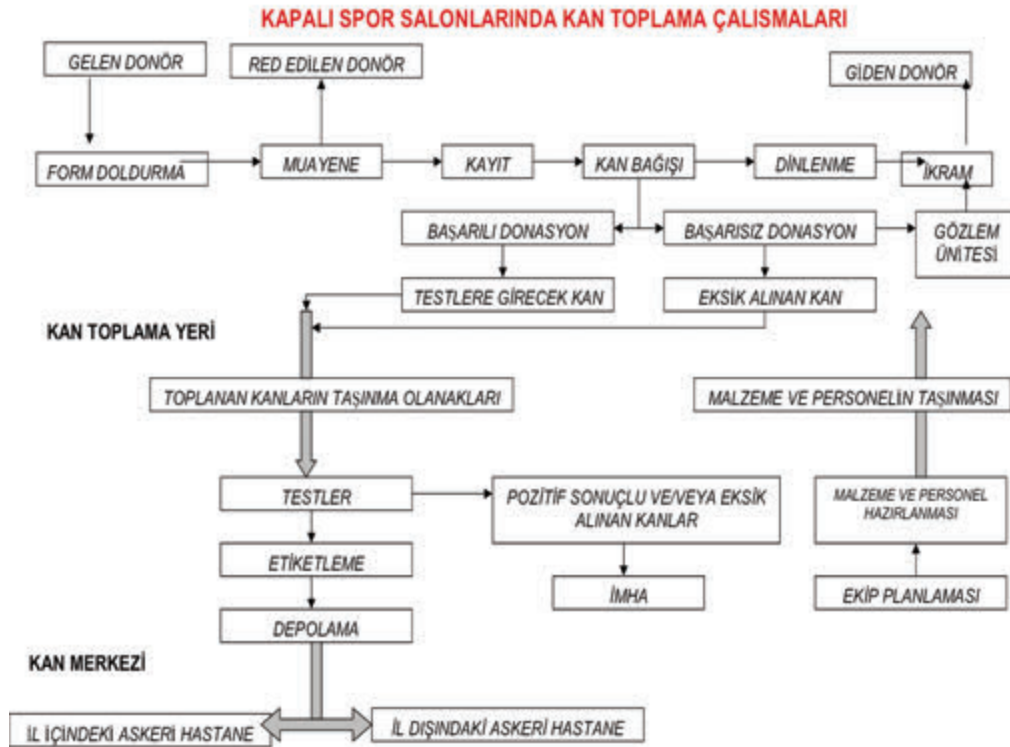 KAPALI SPOR SALONLARINDA KAN TOPLAMA ÇALISMALARI
GELEN DONÖR
RED EDİLEN DONÖR
GİDEN DONÖR
FORM DOLDURMA
MUAYENE
KAYIT
KAN BAĞIŞI
DİNLENME
İKRAM
BAŞARILI DONASYON
BAŞARISIZ DONASYON
GÖZLEM
ÜNİTESİ
TESTLERE GİRECEK KAN
EKSİK ALINAN KAN
KAN TOPLAMA YERİ
TOPLANAN KANLARIN TAŞINMA OLANAKLARI
MALZEME VE PERSONELİN TAŞINMASI
TESTLER
POZİTİF SONUÇLU VE/VEYA EKSİK
ALINAN KANLAR
MALZEME VE PERSONEL
HAZIRLANMASI
ETİKETLEME
İMHA
EKİP PLANLAMASI
DEPOLAMA
KAN MERKEZİ
İL İÇİNDEKİ ASKERİ HASTANE
İL DIŞINDAKİ ASKERİ HASTANE